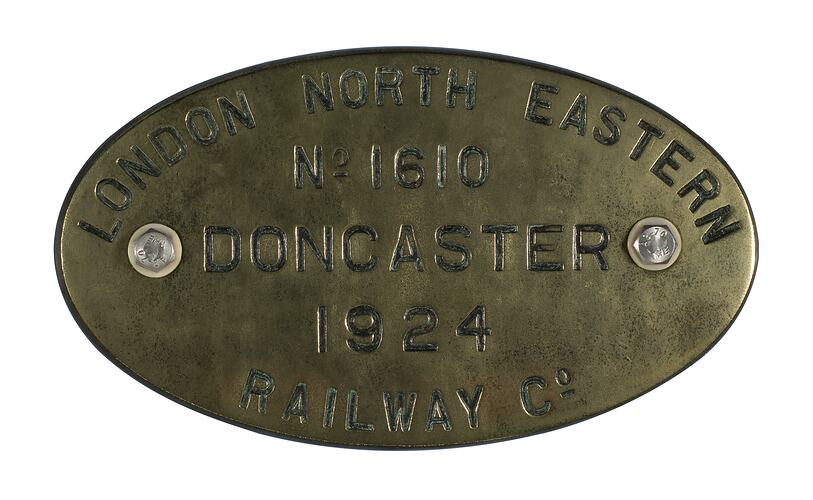 LONDON NORTH EASTERN
Nº 1610
DONCASTER
1924
RAILWAY Cº